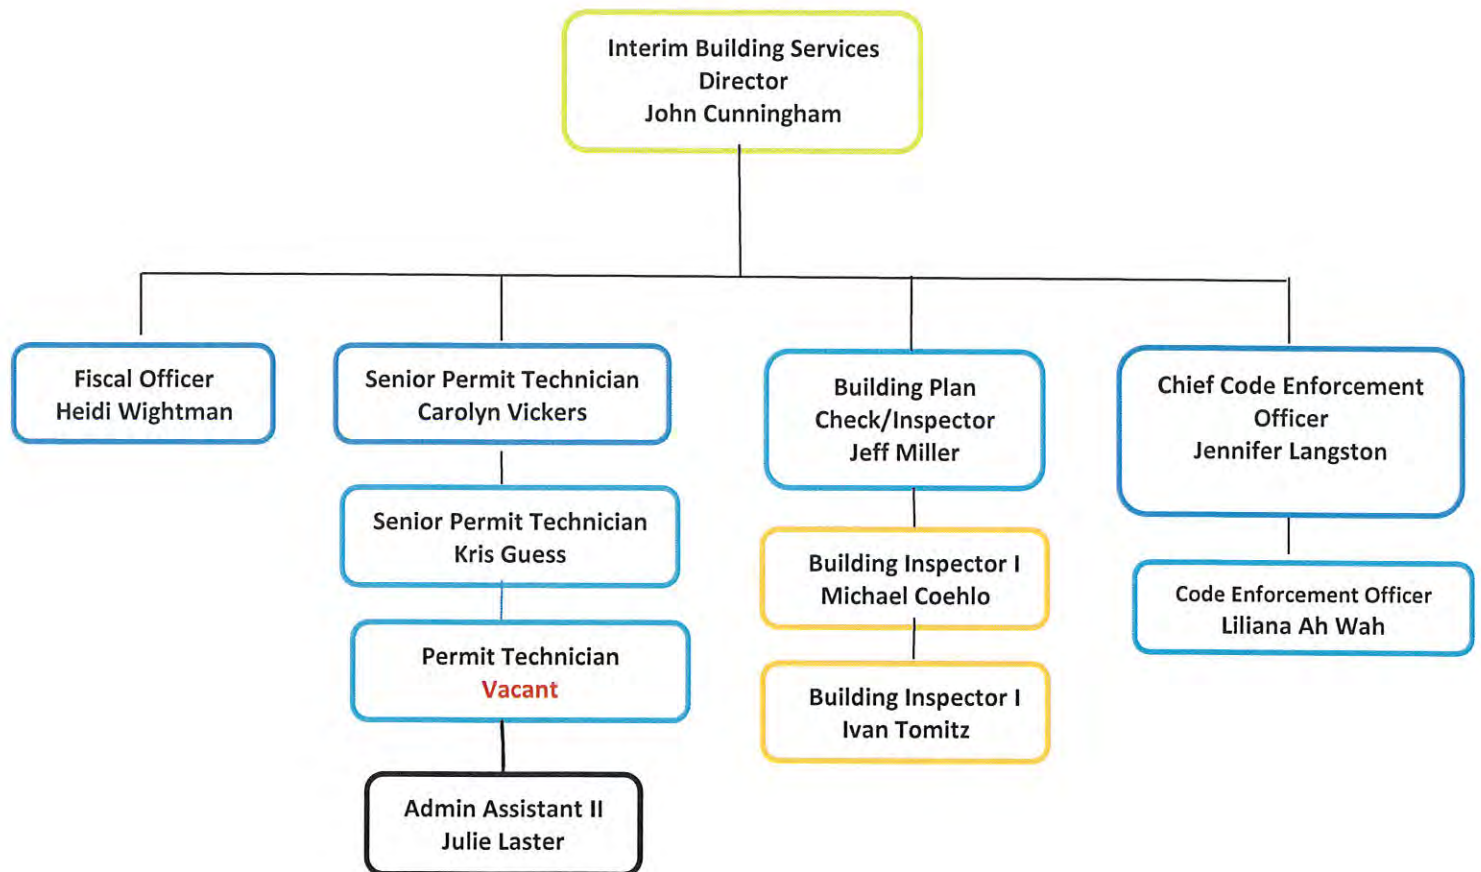 Interim Building Services
Director
John Cunningham
Fiscal Officer
Heidi Wightman
Senior Permit Technician
Carolyn Vickers
Building Plan
Check/Inspector
Jeff Miller
Chief Code Enforcement
Officer
Jennifer Langston
Senior Permit Technician
Kris Guess
Building Inspector I
Michael Coehlo
Code Enforcement Officer
Liliana Ah Wah
Permit Technician
Vacant
Building Inspector I
Ivan Tomitz
Admin Assistant II
Julie Laster